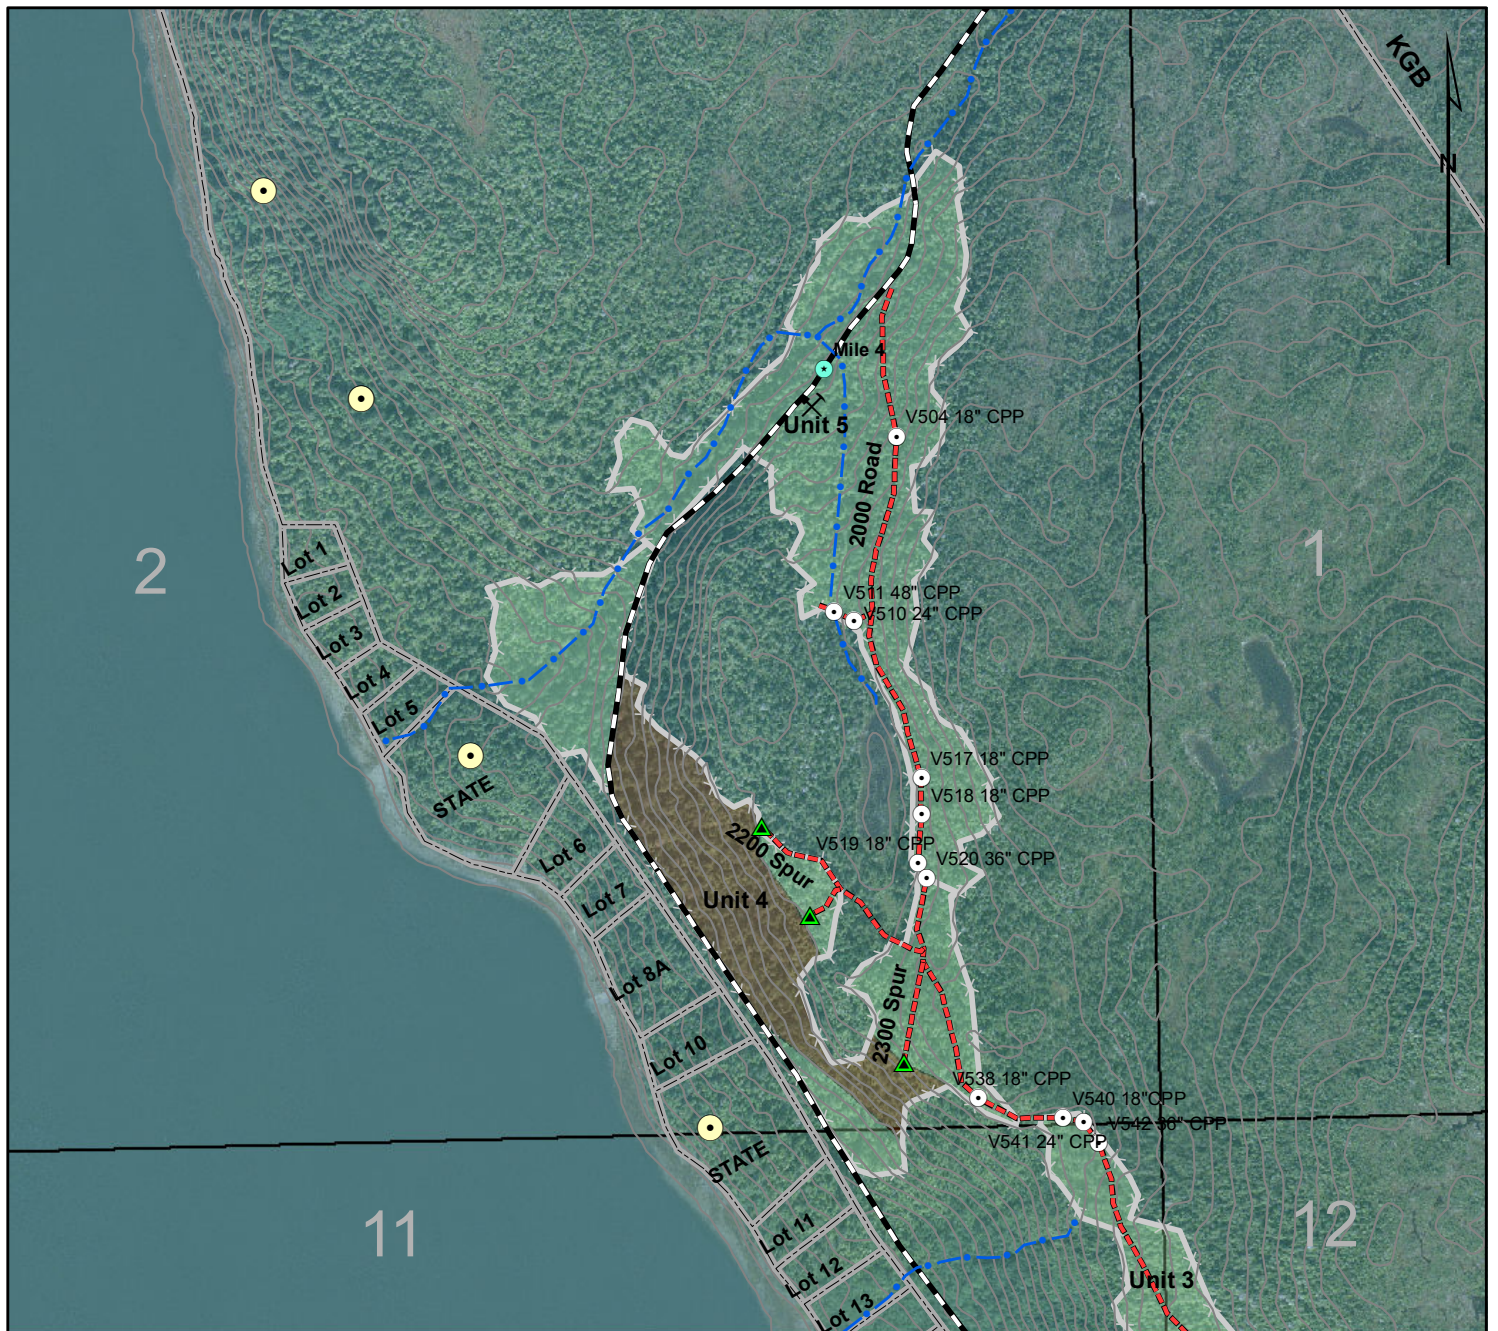 KGB
N
Mile 4
Unit 5
V504 18" CPP
2000 Road
2
1
Lot 1
Lot 2
Lot 3
Lot 4
Lot 5
V511 48" CPP
V510 24" CPP
STATE
V517 18" CPP
V518 18" CPP
2200 Spur
V519 18" CPP
V520 36" CPP
Lot 6
Lot 7
Unit 4
Lot 8A
2300 Spur
Lot 10
V538 18" CPP
V540 18"CPP
V542 36" CPP
V541 24" CPP
STATE
11
12
Lot 11
Lot 12
Lot 13
Unit 3